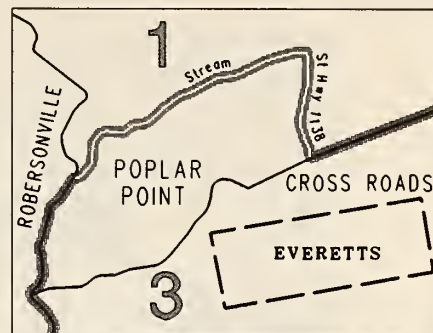 1
Stream
St Hwy 1138
ROBERSONVILLE
POPLAR
POINT
CROSS ROADS
EVERETTS
3